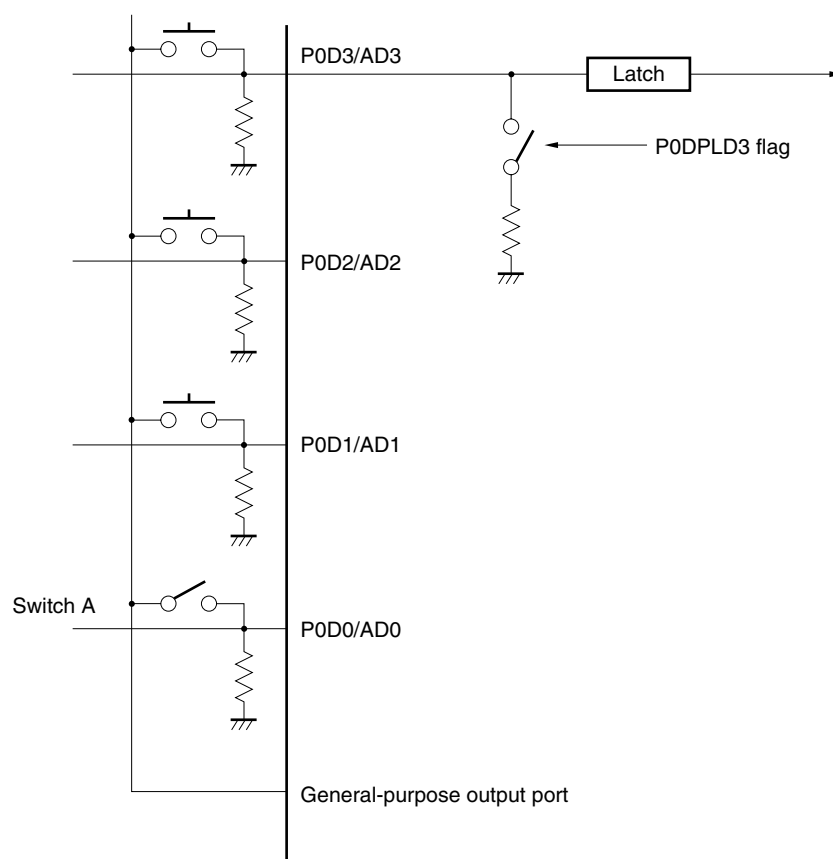 P0D3/AD3
Latch
P0DPLD3 flag
P0D2/AD2
P0D1/AD1
Switch A
P0D0/AD0
General-purpose output port